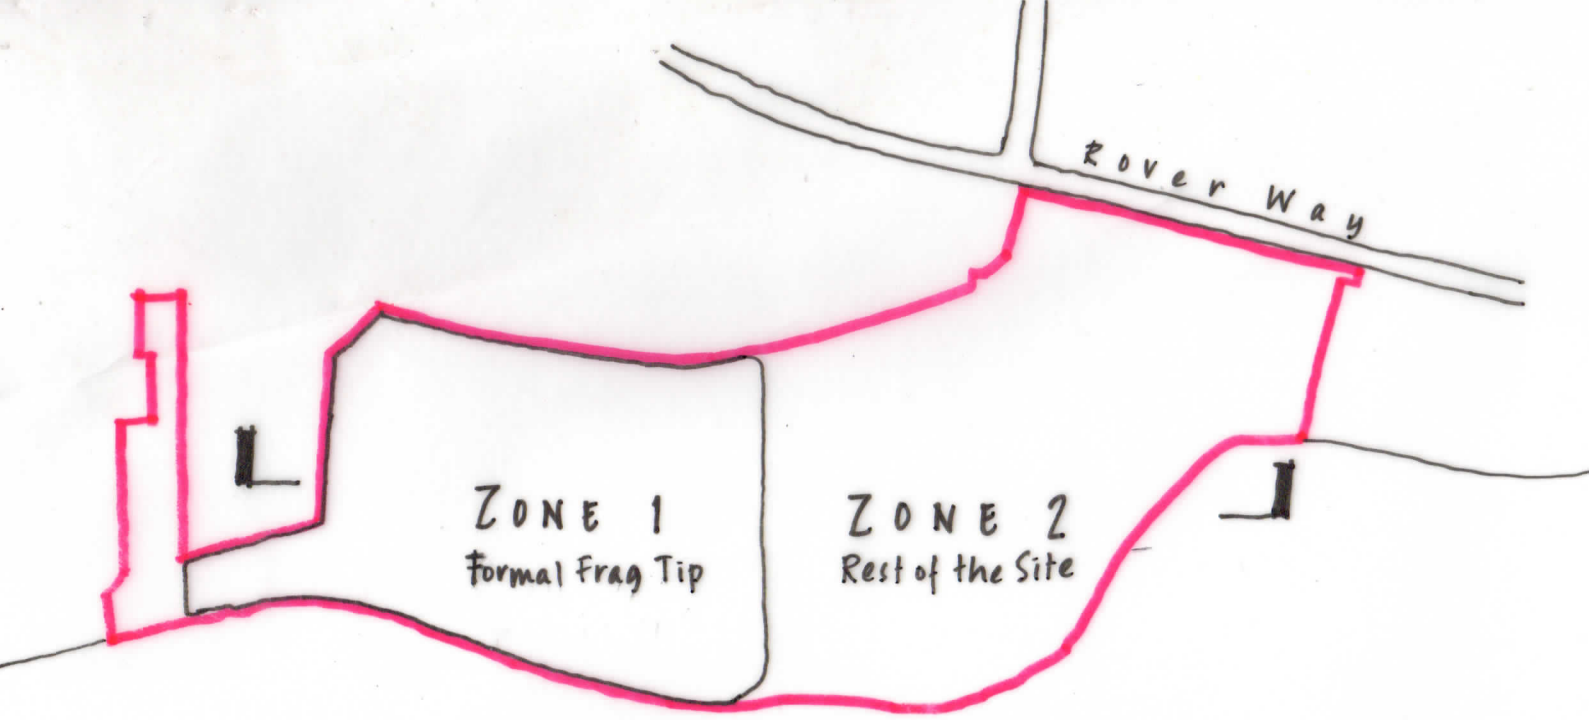 Rover Way
ZONE 1
Formal Frag Tip
ZONE 2
Rest of the Site